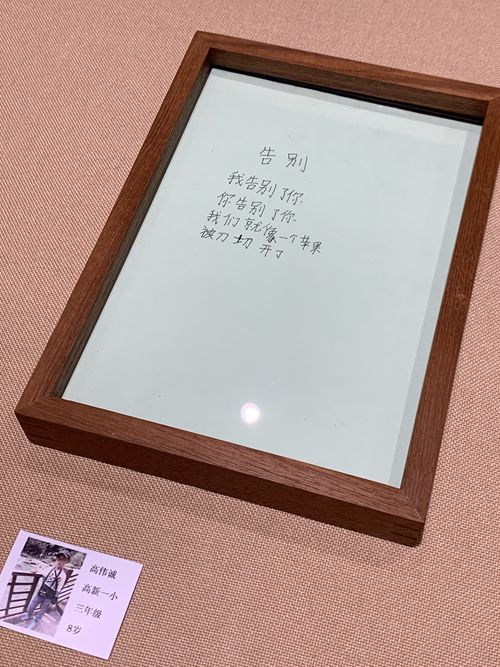 告别
我告别了你
你告别了你
我们就像一个苹果
被刀切开了
高伟诚
高新一小
三年级
8岁